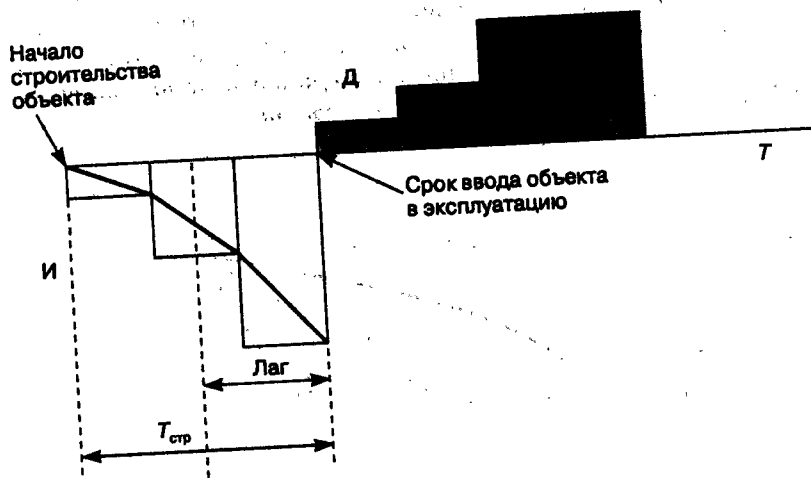 Начало
строительства
объекта
Д
Т
Срок ввода объекта
в эксплуатацию
И
Лаг
Tстр